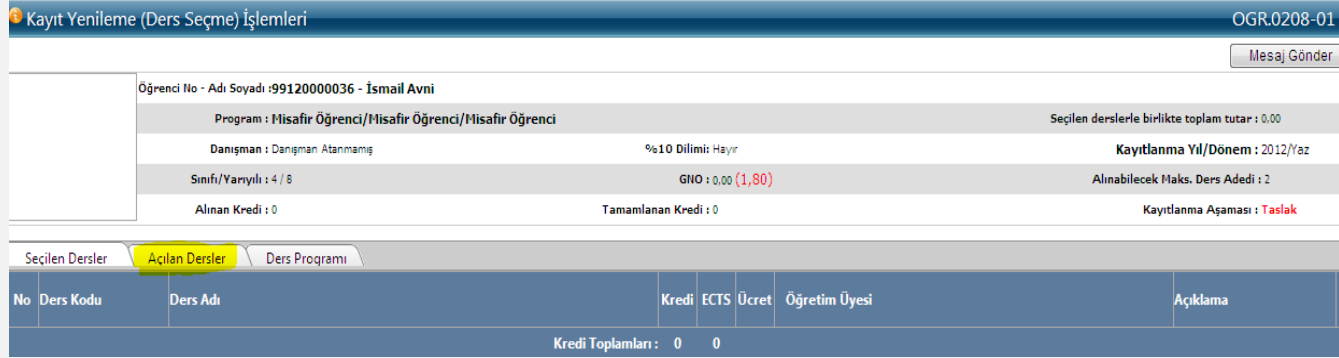 Kayıt Yenileme (Ders Seçme) İşlemleri OGR.0208-01
Mesaj Gönder
Öğrenci No - Adı Soyadı :99120000036 - İsmail Avni
Program : Misafir Öğrenci/Misafir Öğrenci/Misafir Öğrenci Seçilen derslerle birlikte toplam tutar : 0,00
Danışman : Danışman Atanmamış %10 Dilimi: Hayır Kayıtlanma Yıl/Dönem : 2012/Yaz
Sınıfı/Yarıyılı : 4 / 8 GNO : 0,00 (1,80) Alınabilecek Maks. Ders Adedi : 2
Alınan Kredi : 0 Tamamlanan Kredi : 0 Kayıtlanma Aşaması : Taslak
Seçilen Dersler Açılan Dersler Ders Programı
No Ders Kodu Ders Adı Kredi ECTS Ücret Öğretim Üyesi Açıklama
Kredi Toplamları : 0 0